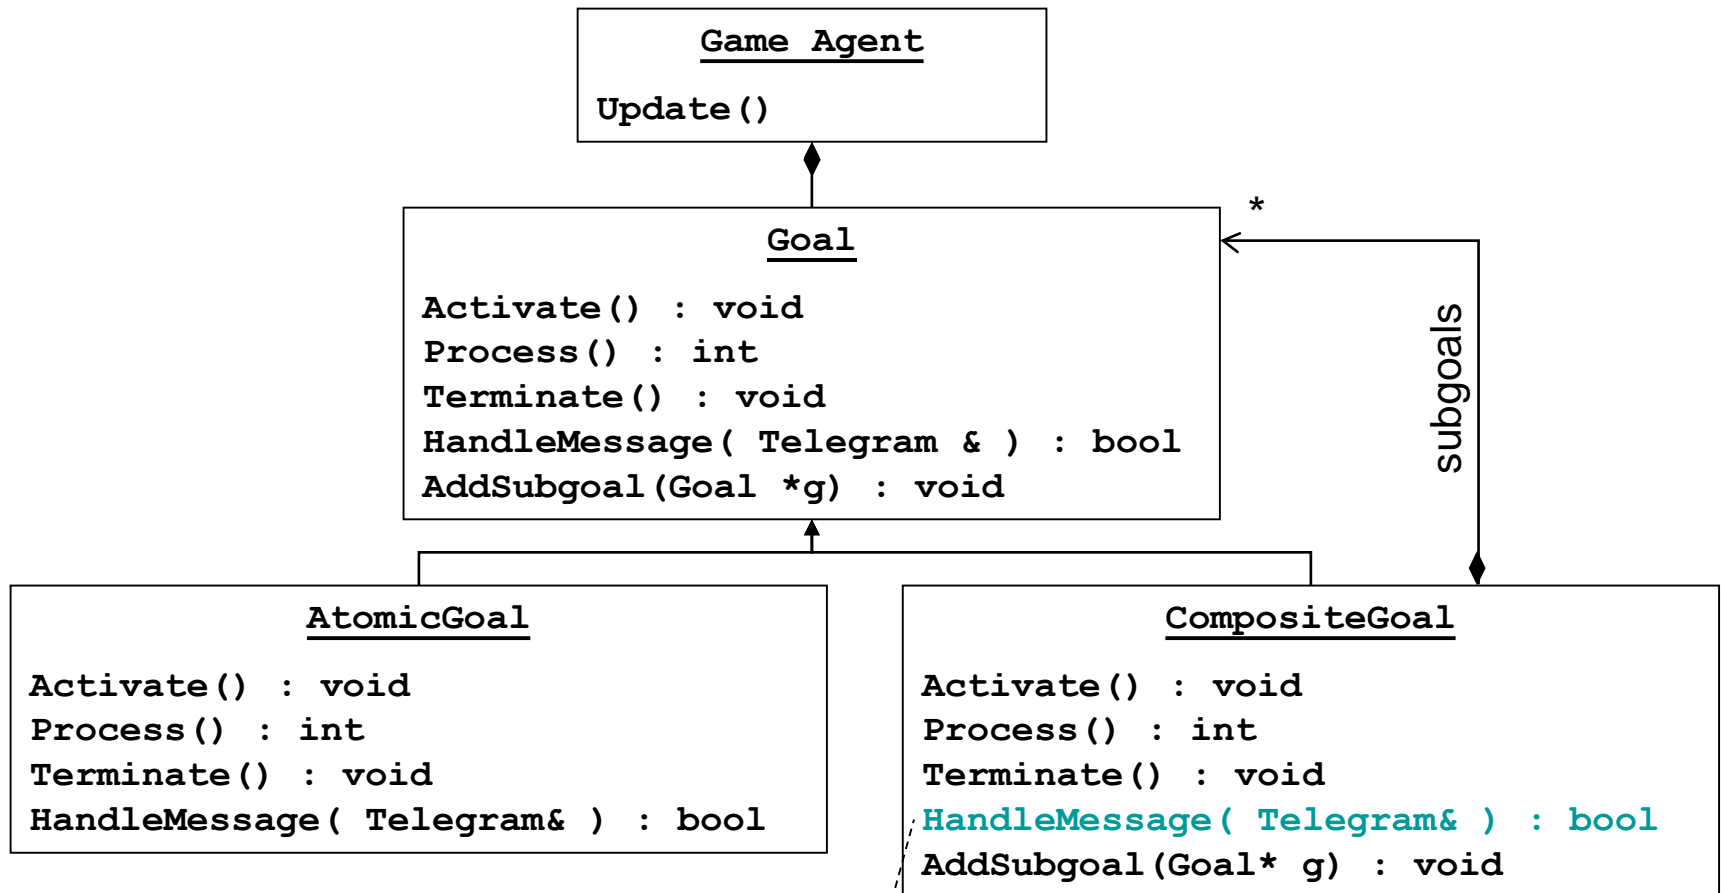 Game Agent
Update()
*
Goal
Activate() : void
Process() : int
Terminate() : void
HandleMessage( Telegram & ) : bool
AddSubgoal(Goal *g) : void
subgoals
AtomicGoal
Activate() : void
Process() : int
Terminate() : void
HandleMessage( Telegram& ) : bool
CompositeGoal
Activate() : void
Process() : int
Terminate() : void
HandleMessage( Telegram& ) : bool
AddSubgoal(Goal* g) : void